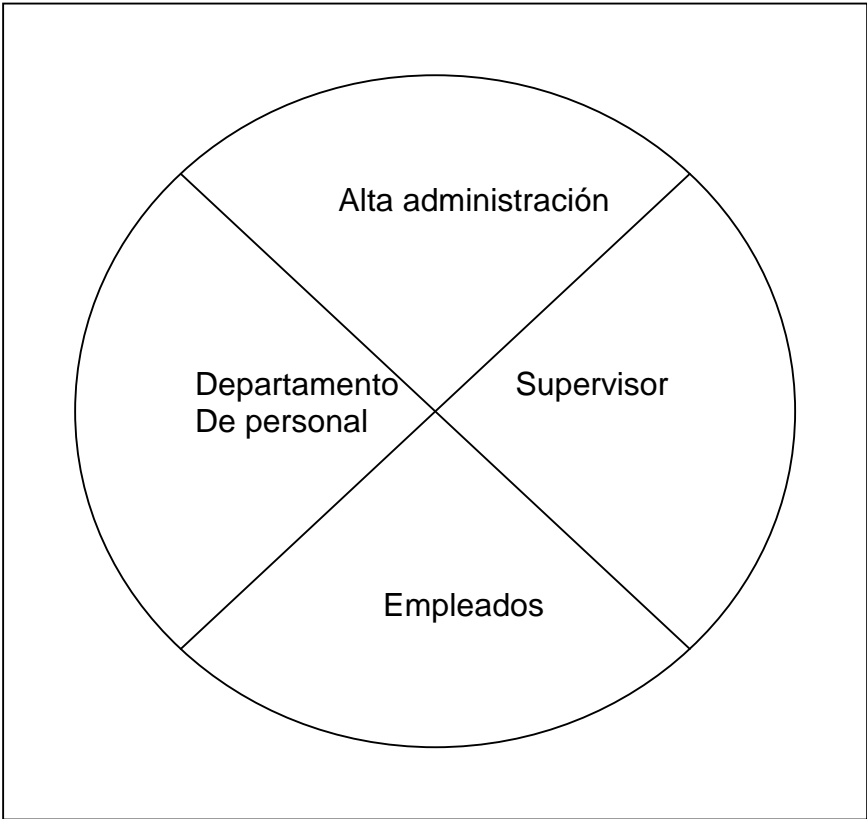 Alta administración
Departamento
De personal
Supervisor
Empleados